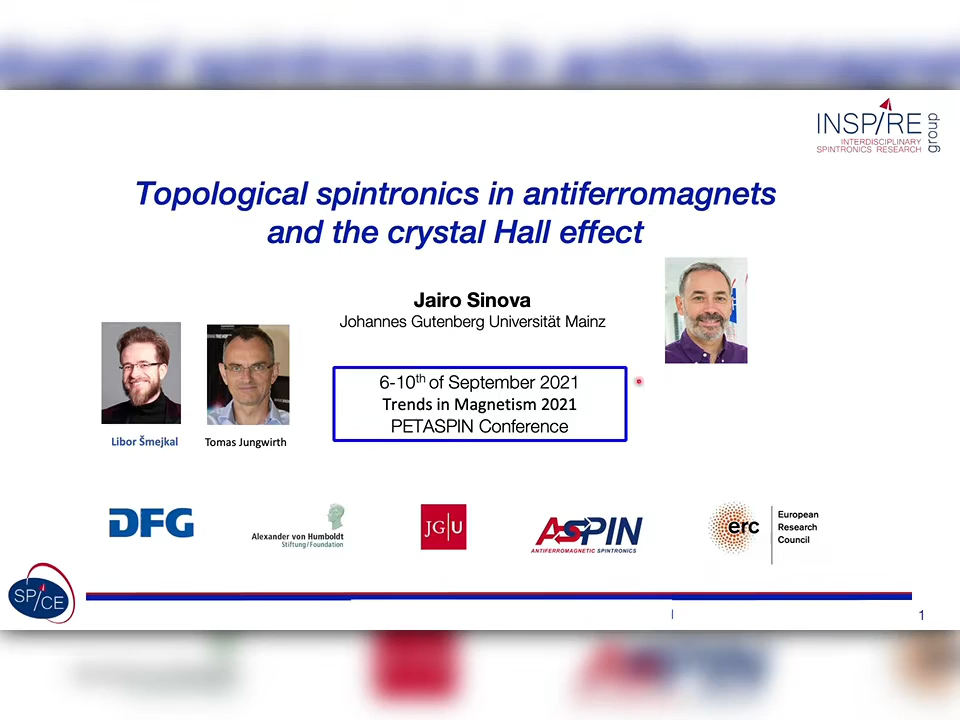 INSPIRE
group
INTERDISCIPLINARY
SPINTRONICS RESEARCH
Topological spintronics in antiferromagnets
and the crystal Hall effect
Jairo Sinova
Johannes Gutenberg Universität Mainz
6-10th of September 2021
Trends in Magnetism 2021
PETASPIN Conference
Libor Šmejkal
Tomas Jungwirth
DFG
Alexander von Humboldt
Stiftung/Foundation
JG|U
ASPIN
ANTIFERROMAGNETIC SPINTRONICS
erc
European
Research
Council
SPICE
1